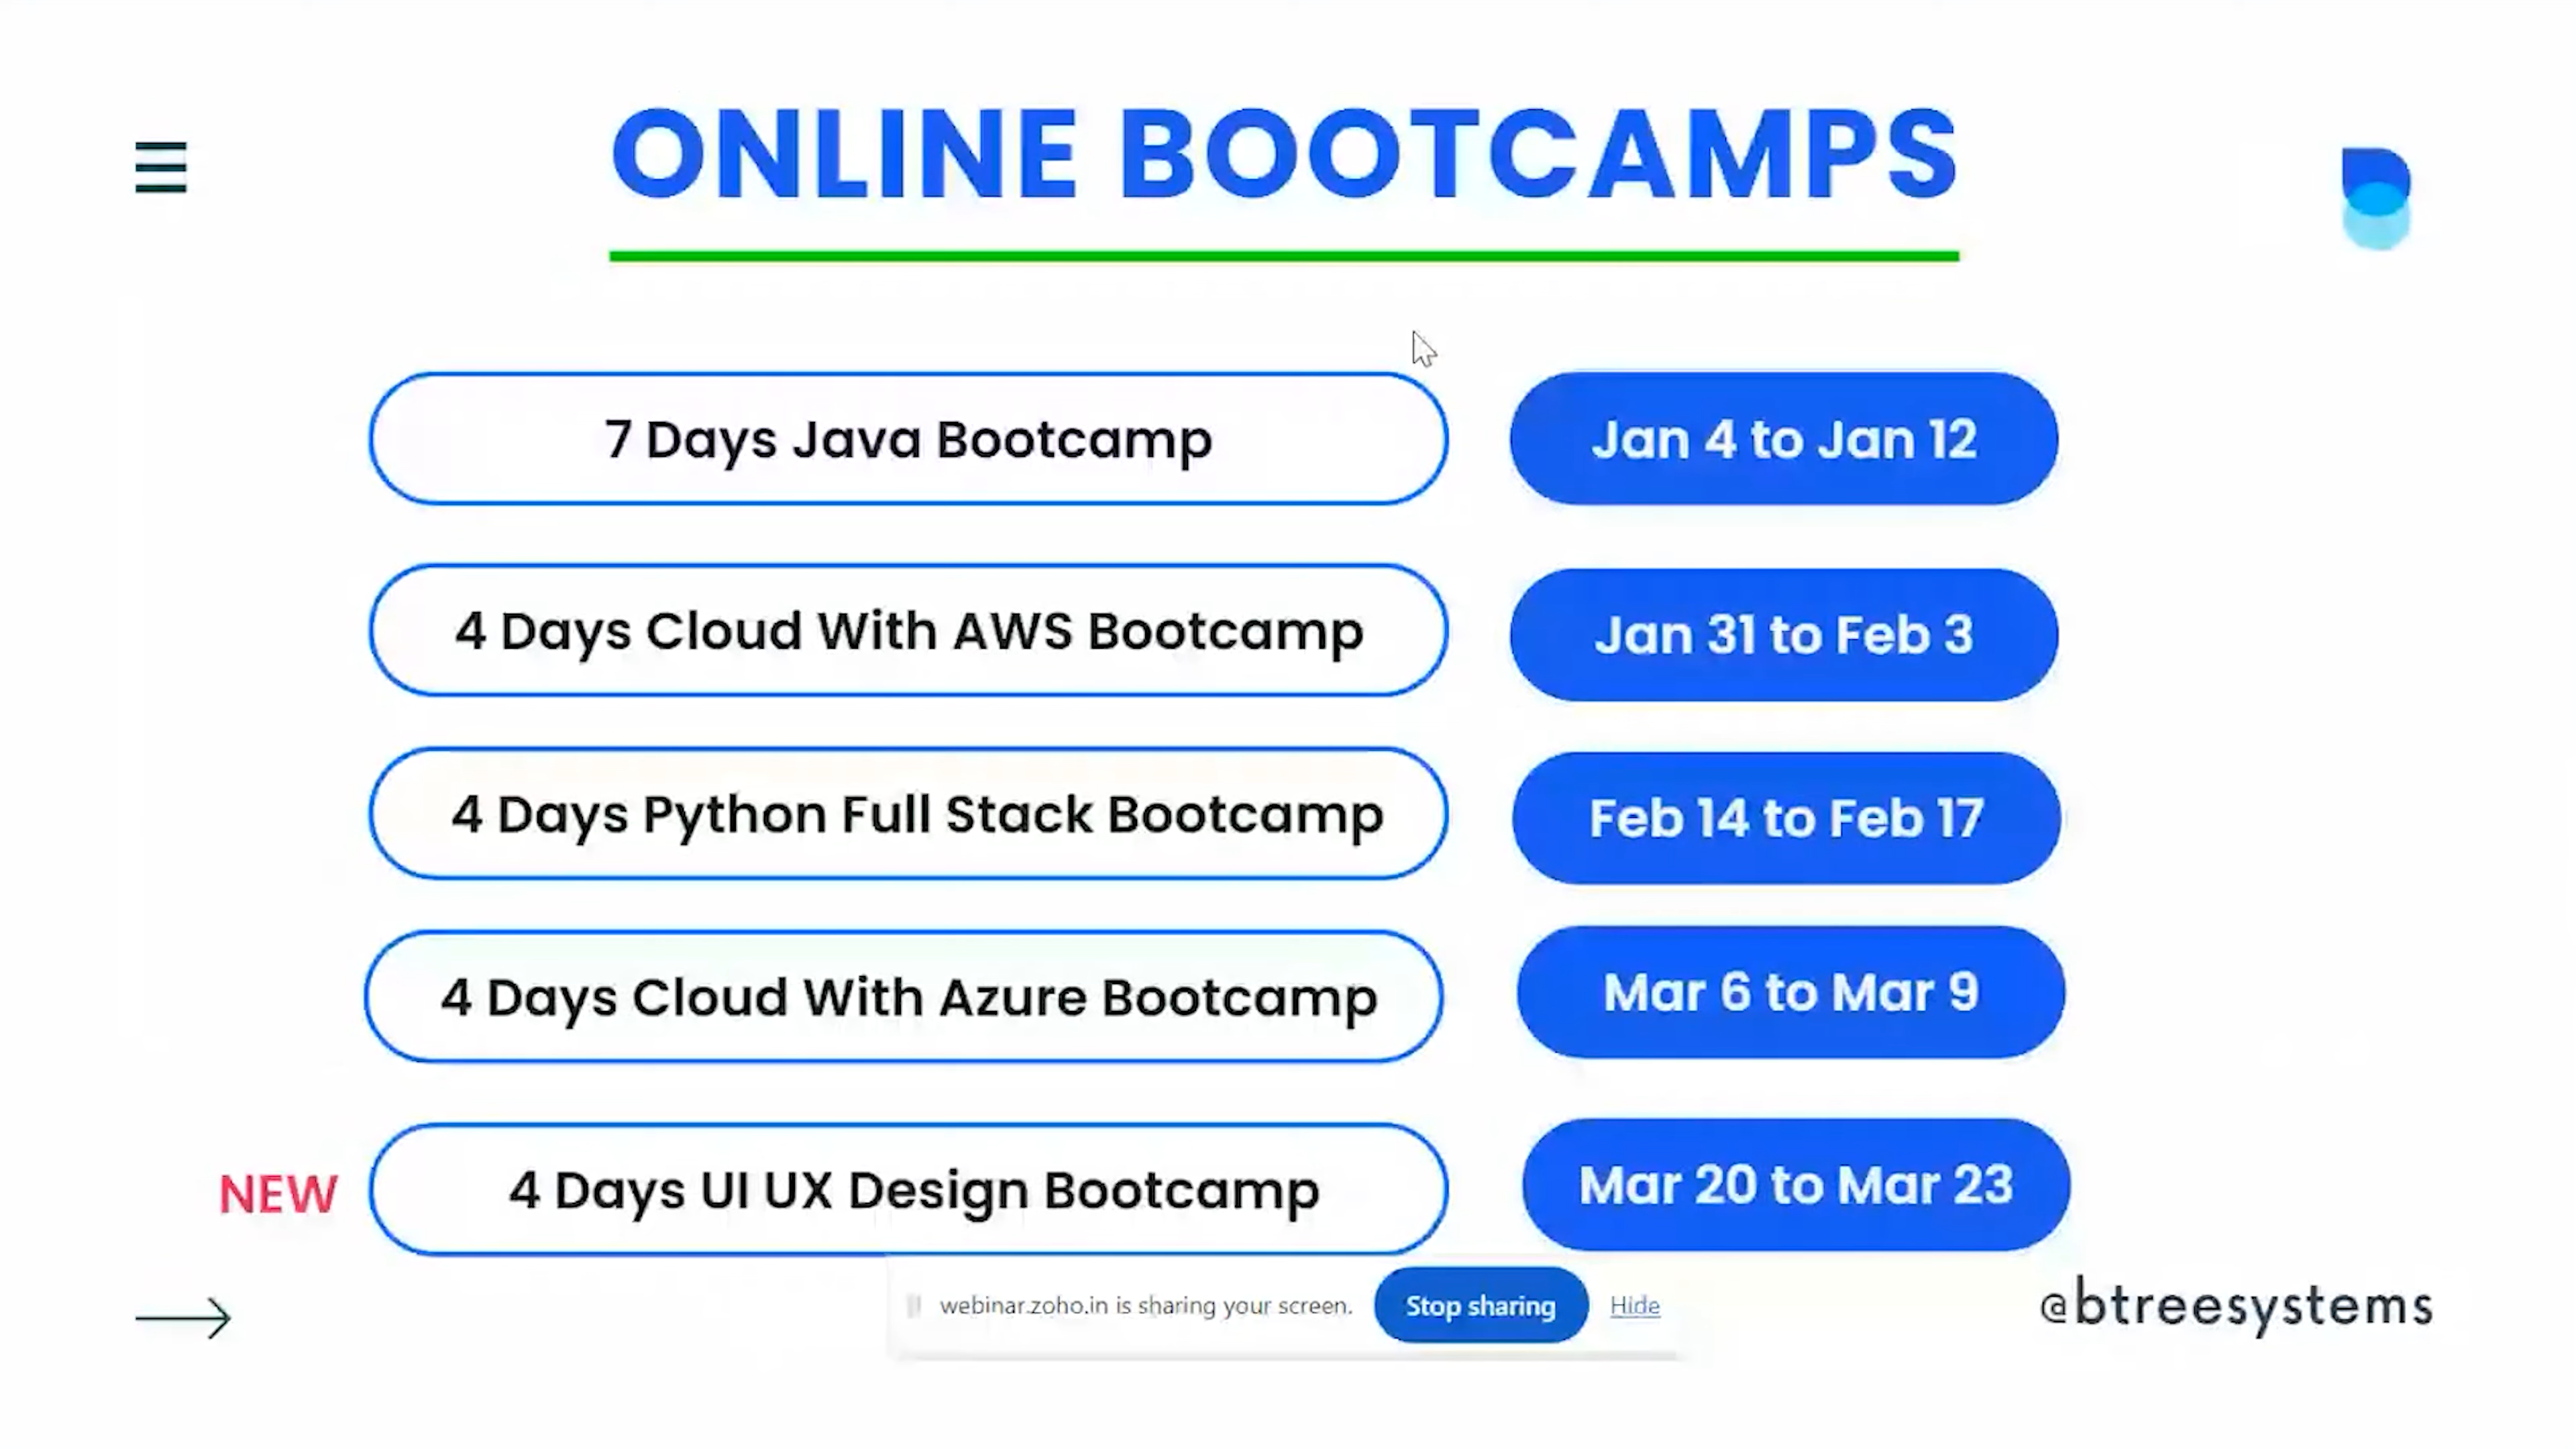 ONLINE BOOTCAMPS
7 Days Java Bootcamp
Jan 4 to Jan 12
4 Days Cloud With AWS Bootcamp
Jan 31 to Feb 3
4 Days Python Full Stack Bootcamp
Feb 14 to Feb 17
4 Days Cloud With Azure Bootcamp
Mar 6 to Mar 9
NEW
4 Days UI UX Design Bootcamp
Mar 20 to Mar 23
webinar.zoho.in is sharing your screen.
Stop sharing
Hide
@btreesystems